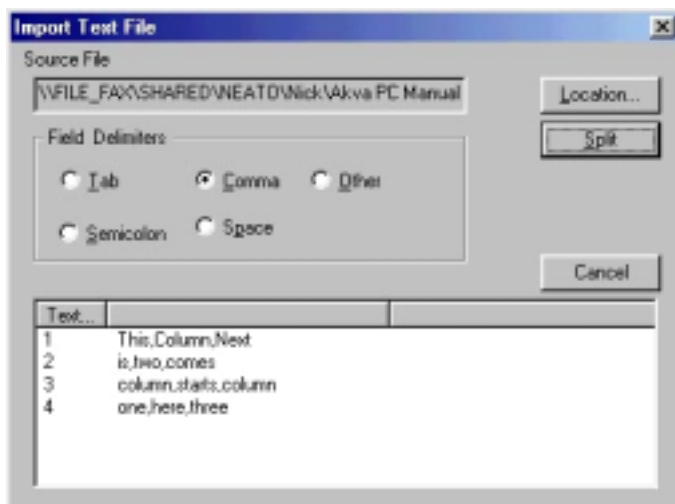 Import Text File
Source File
\\FILE_FAX\SHARED\NEATO\Nick\Akva PC Manual
Location...
Field Delimiters
Split
Tab
Comma
Other
Semicolon
Space
Cancel
Text...
1 This,Column,Next
2 is,two,comes
3 column,starts,column
4 one,here,three